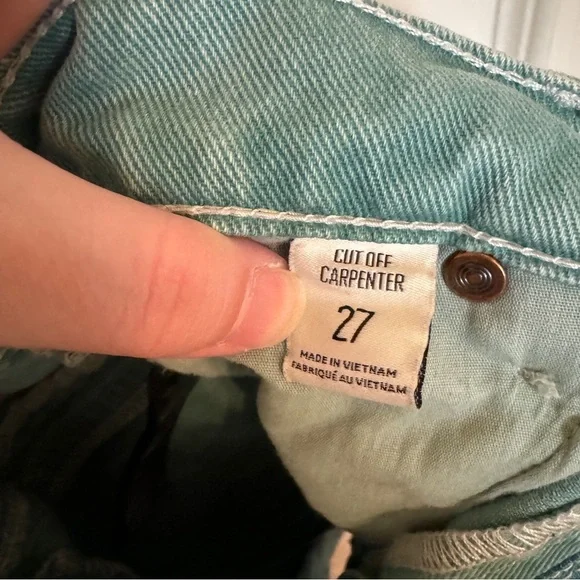 CUT OFF
CARPENTER
27
MADE IN VIETNAM
FABRIQUÉ AU VIETNAM